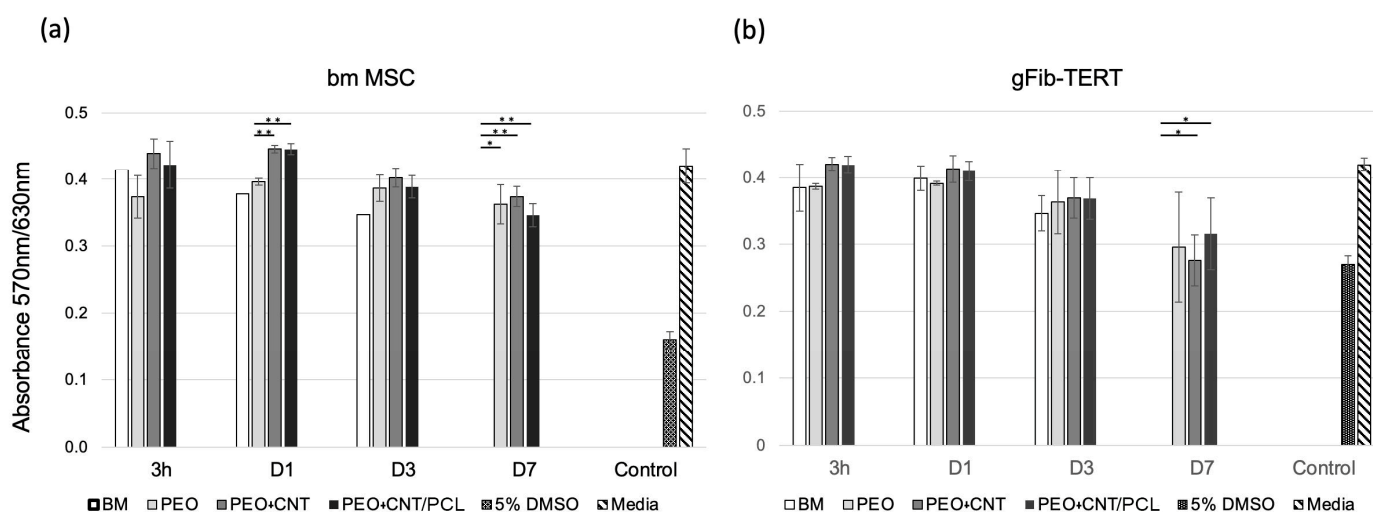 (a)
bm MSC
Absorbance 570nm/630nm
0.5
0.4
0.3
0.2
0.1
0.0
** 
**
**
**
*
3h D1 D3 D7 Control
BM PEO PEO+CNT PEO+CNT/PCL 5% DMSO Media
(b)
gFib-TERT
0.5
0.4
0.3
0.2
0.1
0
*
*
3h D1 D3 D7 Control
BM PEO PEO+CNT PEO+CNT/PCL 5% DMSO Media